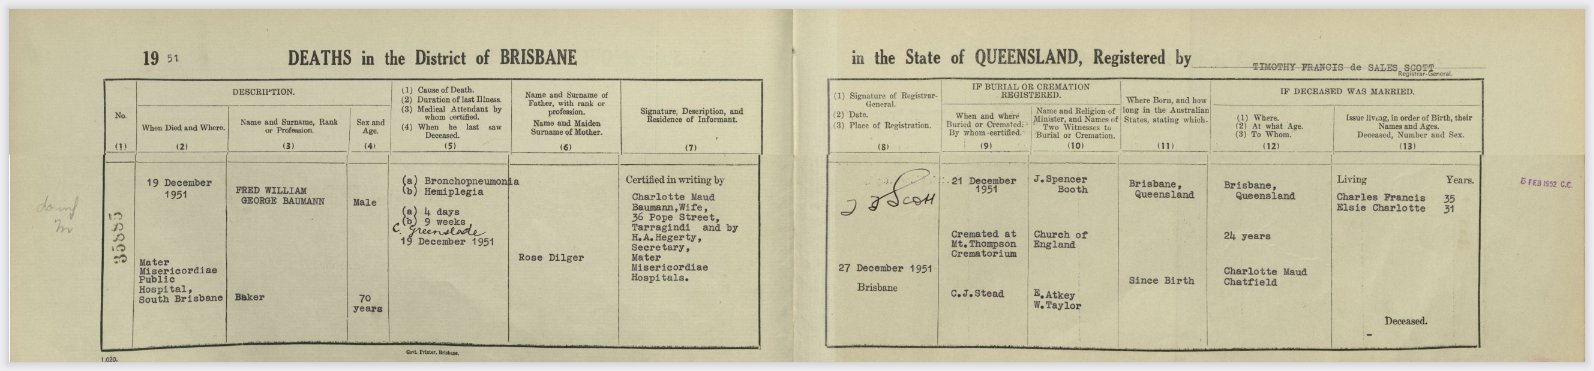 19 51 DEATHS in the District of BRISBANE
in the State of QUEENSLAND, Registered by TIMOTHY FRANCIS de SALES SCOTT
Registrar-General.
No.
(1)
DESCRIPTION.
When Died and Where.
(2)
Name and Surname, Rank
or Profession.
(3)
Sex and
Age.
(4)
(1) Cause of Death.
(2) Duration of last Illness.
(3) Medical Attendant by
whom certified.
(4) When he last saw
Deceased.
(5)
Name and Surname of
Father, with rank or
profession.
Name and Maiden
Surname of Mother.
(6)
Signature, Description, and
Residence of Informant.
(7)
(1) Signature of Registrar-
General.
(2) Date.
(3) Place of Registration.
(8)
IF BURIAL OR CREMATION
REGISTERED.
When and where
Buried or Cremated.
By whom certified.
(9)
Name and Religion of
Minister, and Names of
Two Witnesses to
Burial or Cremation.
(10)
Where Born, and how
long in the Australian
States, stating which.
(11)
IF DECEASED WAS MARRIED.
(1) Where.
(2) At what Age.
(3) To Whom.
(12)
Issue living, in order of Birth, their
Names and Ages.
Deceased, Number and Sex.
(13)
35885
19 December
1951
Mater
Misericordiae
Public
Hospital,
South Brisbane
FRED WILLIAM
GEORGE BAUMANN
Baker
Male
70
years
(a) Bronchopneumonia
(b) Hemiplegia
(a) 4 days
(b) 9 weeks
C. Greenslade
19 December 1951
Rose Dilger
Certified in writing by
Charlotte Maud
Baumann,Wife,
36 Pope Street,
Tarragindi and by
H.A.Hegerty,
Secretary,
Mater
Misericordiae
Hospitals.
Scott
27 December 1951
Brisbane
21 December
1951
Cremated at
Mt.Thompson
Crematorium
C.J.Stead
J.Spencer
Booth
Church of
England
E.Atkey
W.Taylor
Brisbane,
Queensland
Since Birth
Brisbane,
Queensland
24 years
Charlotte Maud
Chatfield
Living Years.
Charles Francis 35
Elsie Charlotte 31
Deceased.
-
FEB 1952 C.C.
1.020.
Govt. Printer, Brisbane.